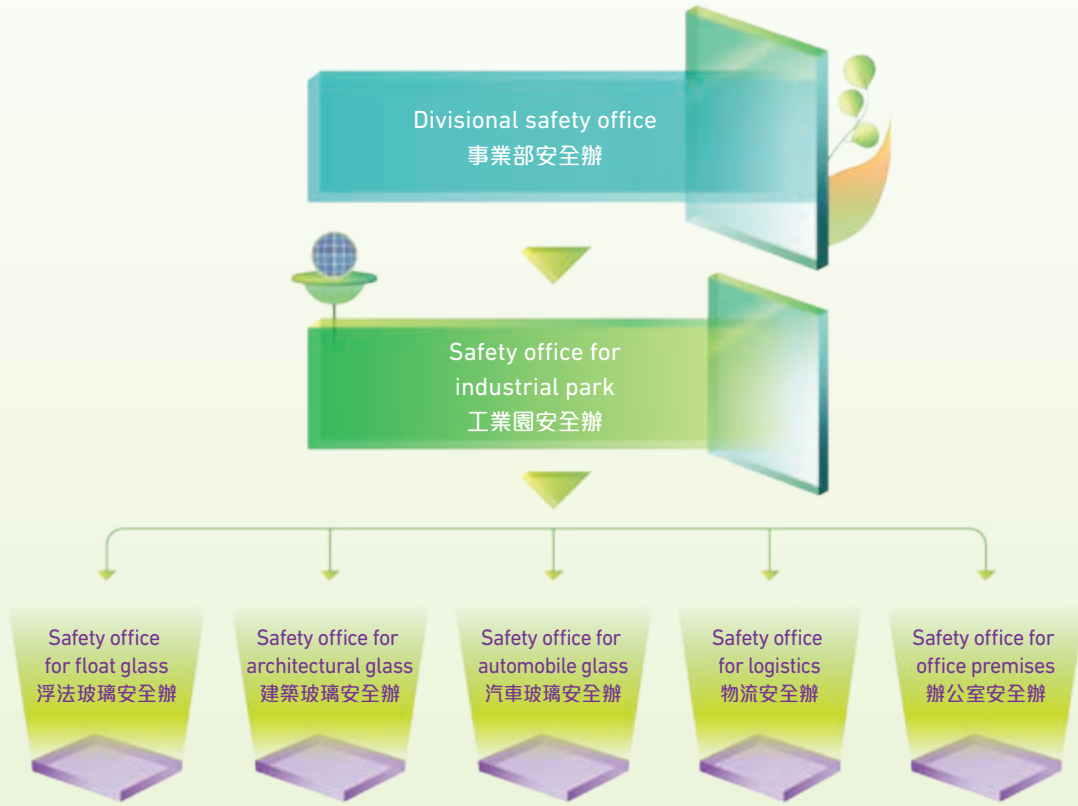 Divisional safety office
事業部安全辦
Safety office for
industrial park
工業園安全辦
Safety office
for float glass
浮法玻璃安全辦
Safety office for
architectural glass
建築玻璃安全辦
Safety office for
automobile glass
汽車玻璃安全辦
Safety office
for logistics
物流安全辦
Safety office for
office premises
辦公室安全辦